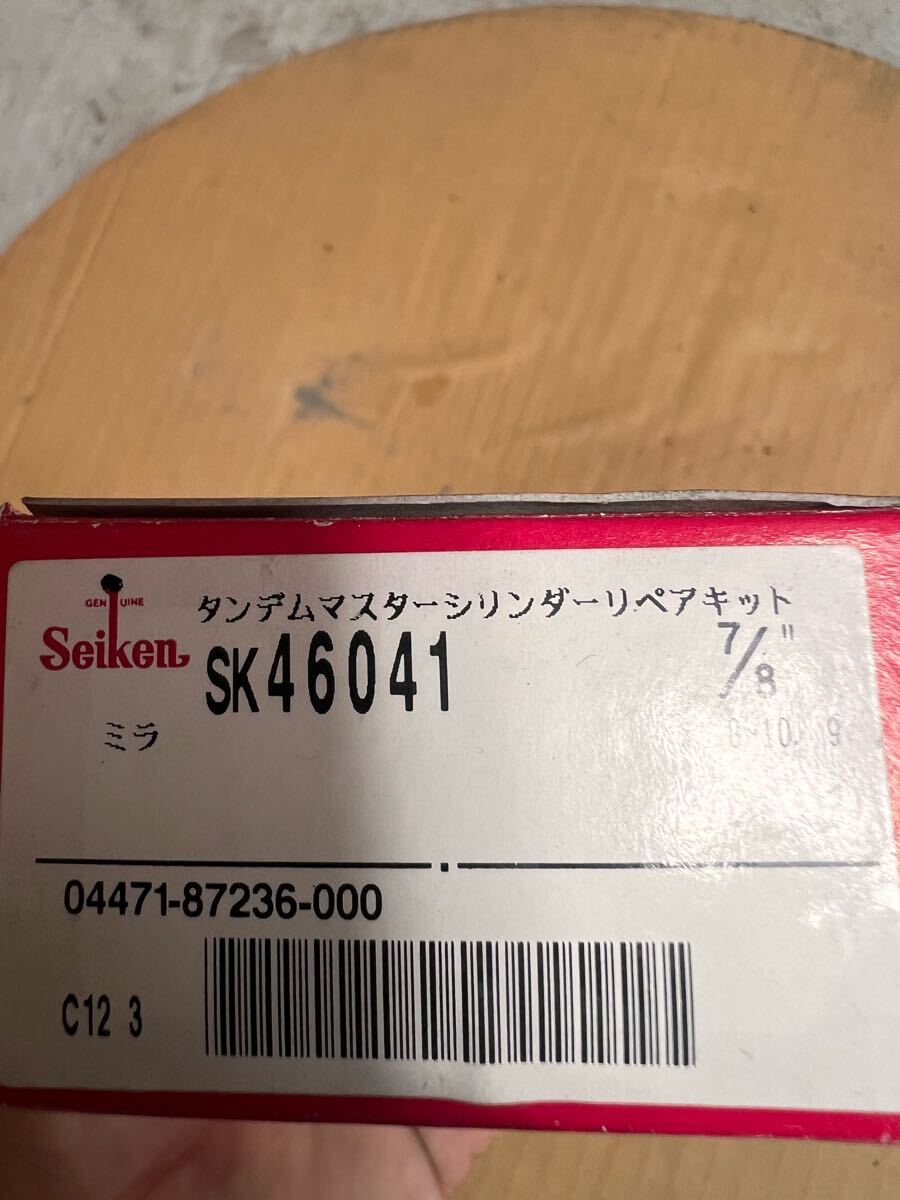 GENUINE
Seiken
タンデムマスターシリンダーリペアキット
SK46041
7/8"
ミラ
04471-87236-000
C12 3